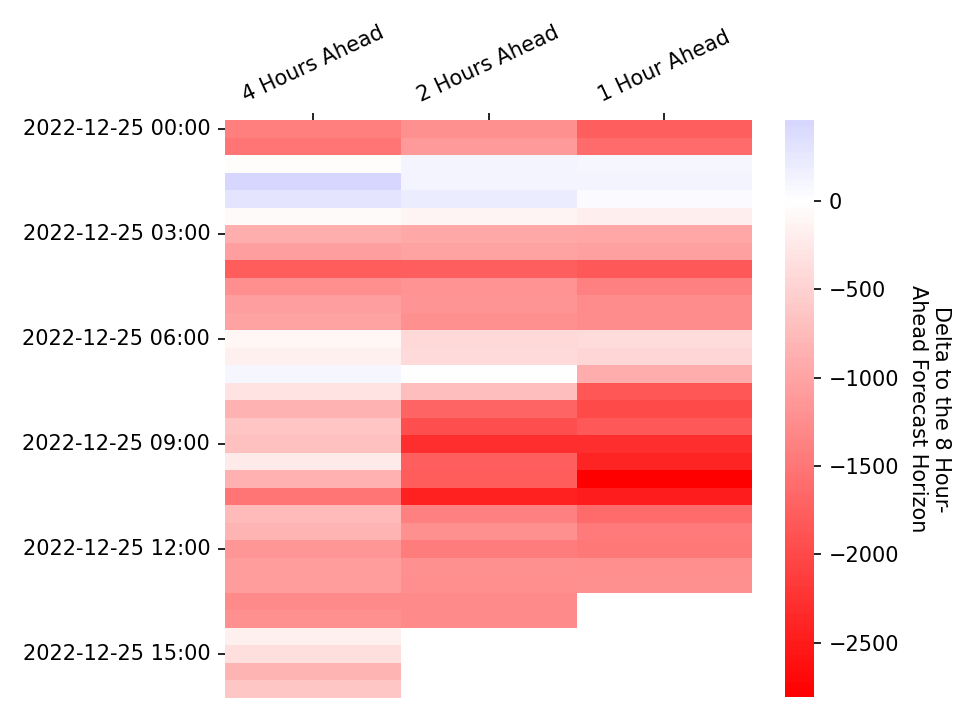 4 Hours Ahead
2 Hours Ahead
1 Hour Ahead
2022-12-25 00:00
2022-12-25 03:00
2022-12-25 06:00
2022-12-25 09:00
2022-12-25 12:00
2022-12-25 15:00
0
−500
−1000
−1500
−2000
−2500
Delta to the 8 Hour-
Ahead Forecast Horizon